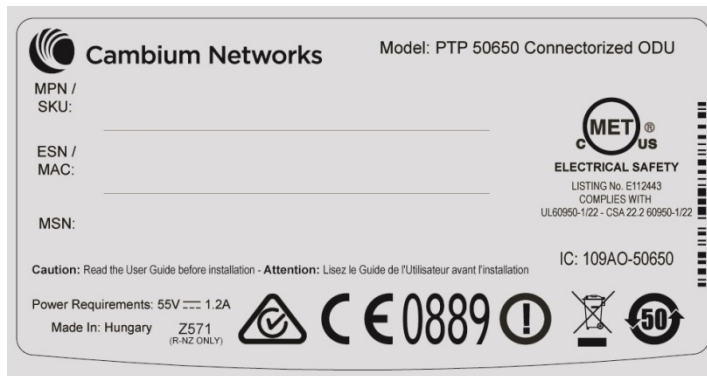 Cambium Networks
Model: PTP 50650 Connectorized ODU
MPN /
SKU:
ESN /
MAC:
MSN:
C MET ® US
ELECTRICAL SAFETY
LISTING No. E112443
COMPLIES WITH
UL60950-1/22 - CSA 22.2 60950-1/22
IC: 109AO-50650
Caution: Read the User Guide before installation - Attention: Lisez le Guide de l'Utilisateur avant l'installation
Power Requirements: 55V ⎓ 1.2A
Made In: Hungary
Z571
(R-NZ ONLY)
CE 0889
50